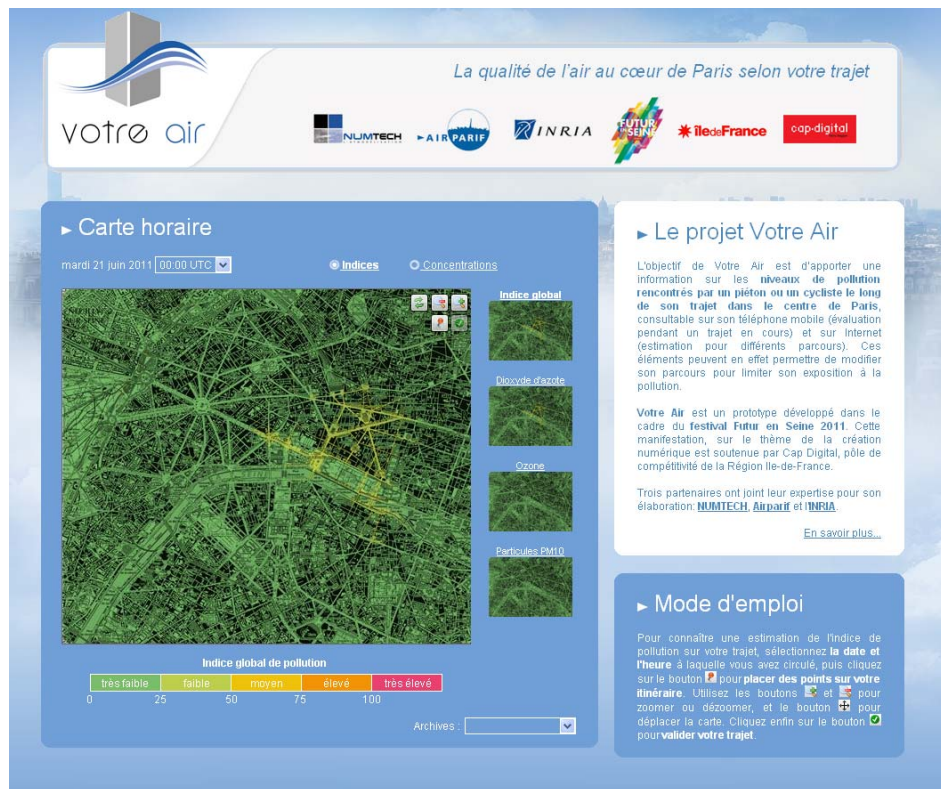 La qualité de l'air au cœur de Paris selon votre trajet
votre air
NUMTECH
AIRPARIF
INRIA
FUTUR EN SEINE
îledeFrance
cap-digital
► Carte horaire
mardi 21 juin 2011 00:00 UTC
Indices
Concentrations
Indice global
Dioxyde d'azote
Ozone
Particules PM10
Indice global de pollution
très faible faible moyen élevé très élevé
0 25 50 75 100
Archives :
► Le projet Votre Air
L'objectif de Votre Air est d'apporter une
information sur les niveaux de pollution
rencontrés par un piéton ou un cycliste le long
de son trajet dans le centre de Paris,
consultable sur son téléphone mobile (évaluation
pendant un trajet en cours) et sur Internet
(estimation pour différents parcours). Ces
éléments peuvent en effet permettre de modifier
son parcours pour limiter son exposition à la
pollution.
Votre Air est un prototype développé dans le
cadre du festival Futur en Seine 2011. Cette
manifestation, sur le thème de la création
numérique est soutenue par Cap Digital, pôle de
compétitivité de la Région Ile-de-France.
Trois partenaires ont joint leur expertise pour son
élaboration: NUMTECH, Airparif et l'INRIA.
En savoir plus...
► Mode d'emploi
Pour connaître une estimation de l'indice de
pollution sur votre trajet, sélectionnez la date et
l'heure à laquelle vous avez circulé, puis cliquez
sur le bouton pour placer des points sur votre
itinéraire. Utilisez les boutons et pour
zoomer ou dézoomer, et le bouton pour
déplacer la carte. Cliquez enfin sur le bouton
pour valider votre trajet.